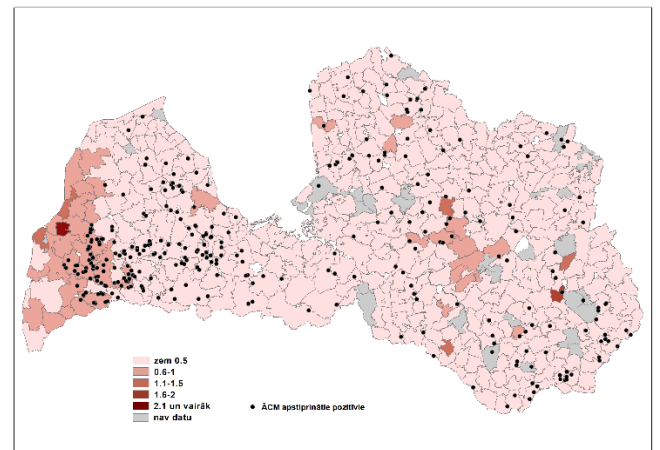 zem 0.5
0.6-1
1.1-1.5
1.6-2
2.1 un vairāk
nav datu
ĀCM apstiprinātie pozitīvie